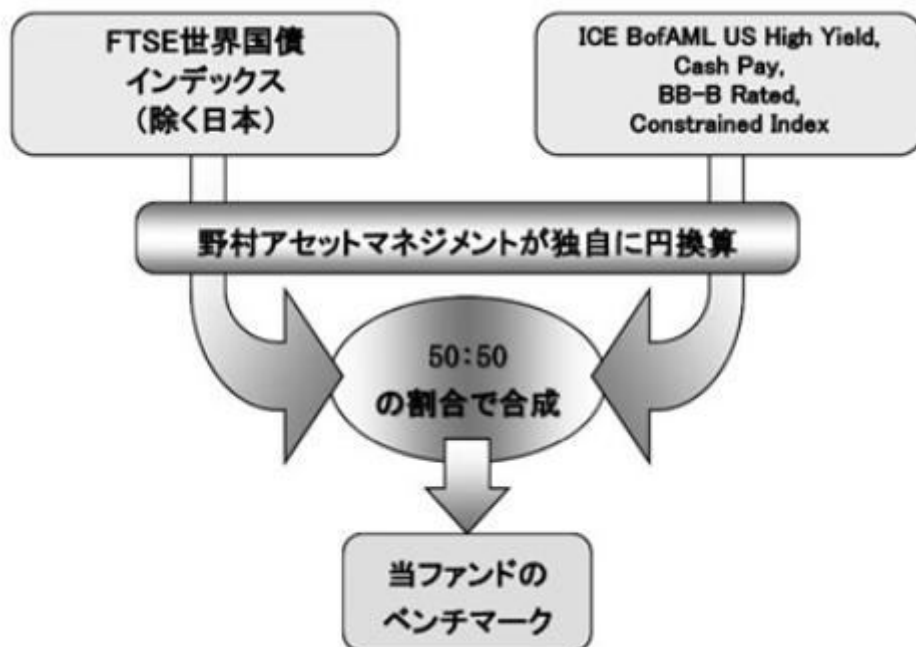 FTSE世界国債
インデックス
（除く日本）
ICE BofAML US High Yield,
Cash Pay,
BB-B Rated,
Constrained Index
野村アセットマネジメントが独自に円換算
50：50
の割合で合成
当ファンドの
ベンチマーク